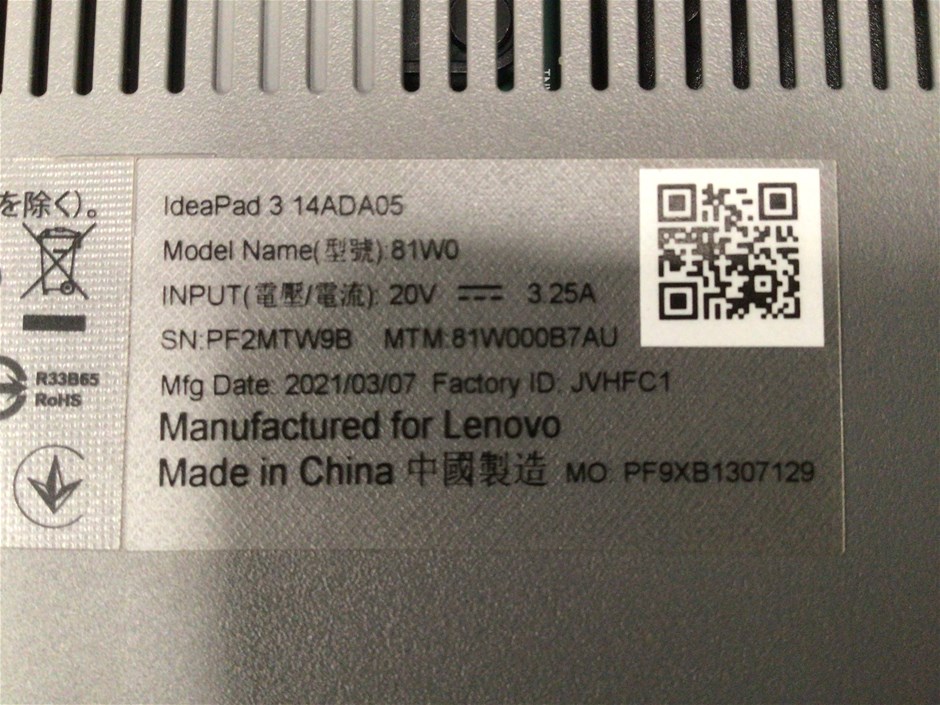 を除く)。
IdeaPad 3 14ADA05
Model Name(型號):81W0
INPUT(電壓/電流): 20V ⎓ 3.25A
SN:PF2MTW9B MTM:81W000B7AU
Mfg Date: 2021/03/07 Factory ID: JVHFC1
R33B65
RoHS
Manufactured for Lenovo
Made in China 中國製造 MO PF9XB1307129